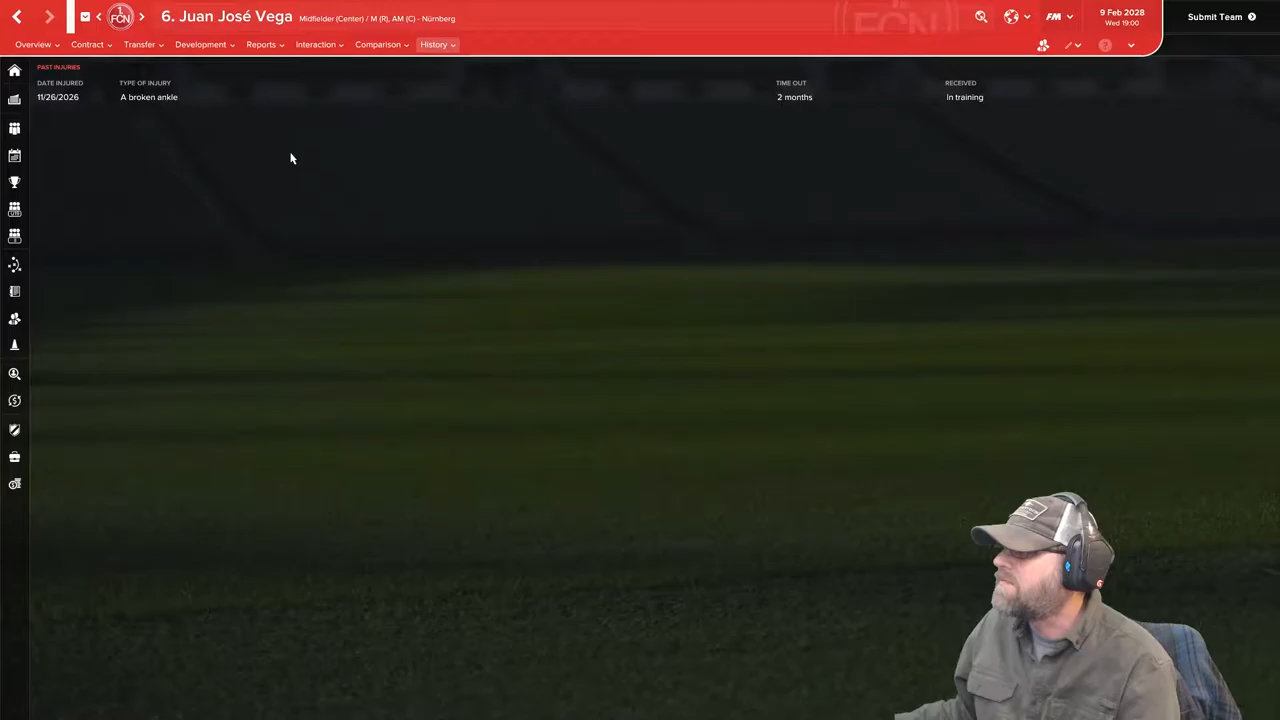 6. Juan José Vega Midfielder (Center) / M (R), AM (C) - Nürnberg
FM
9 Feb 2028
Wed 19:00
Submit Team
Overview Contract Transfer Development Reports Interaction Comparison History
PAST INJURIES
DATE INJURED TYPE OF INJURY TIME OUT RECEIVED
11/26/2026 A broken ankle 2 months In training